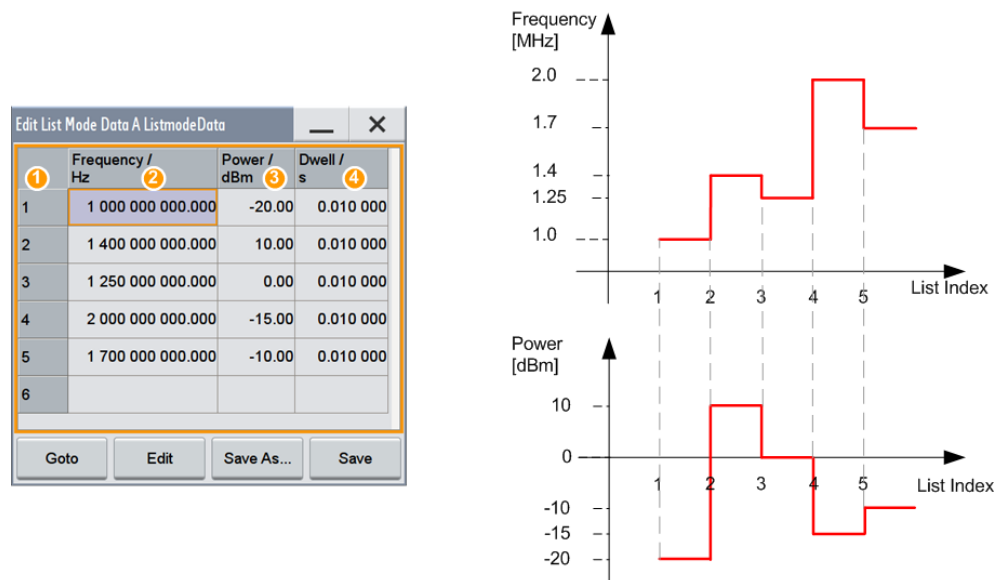 Edit List Mode Data A ListmodeData
Frequency / Hz
Power / dBm
Dwell / s
1
2
3
4
1 1 000 000 000.000 -20.00 0.010 000
2 1 400 000 000.000 10.00 0.010 000
3 1 250 000 000.000 0.00 0.010 000
4 2 000 000 000.000 -15.00 0.010 000
5 1 700 000 000.000 -10.00 0.010 000
6
Goto Edit Save As... Save
Frequency
[MHz]
2.0
1.7
1.4
1.25
1.0
1 2 3 4 5 List Index
Power
[dBm]
10
0
1 2 3 4 5 List Index
-10
-15
-20